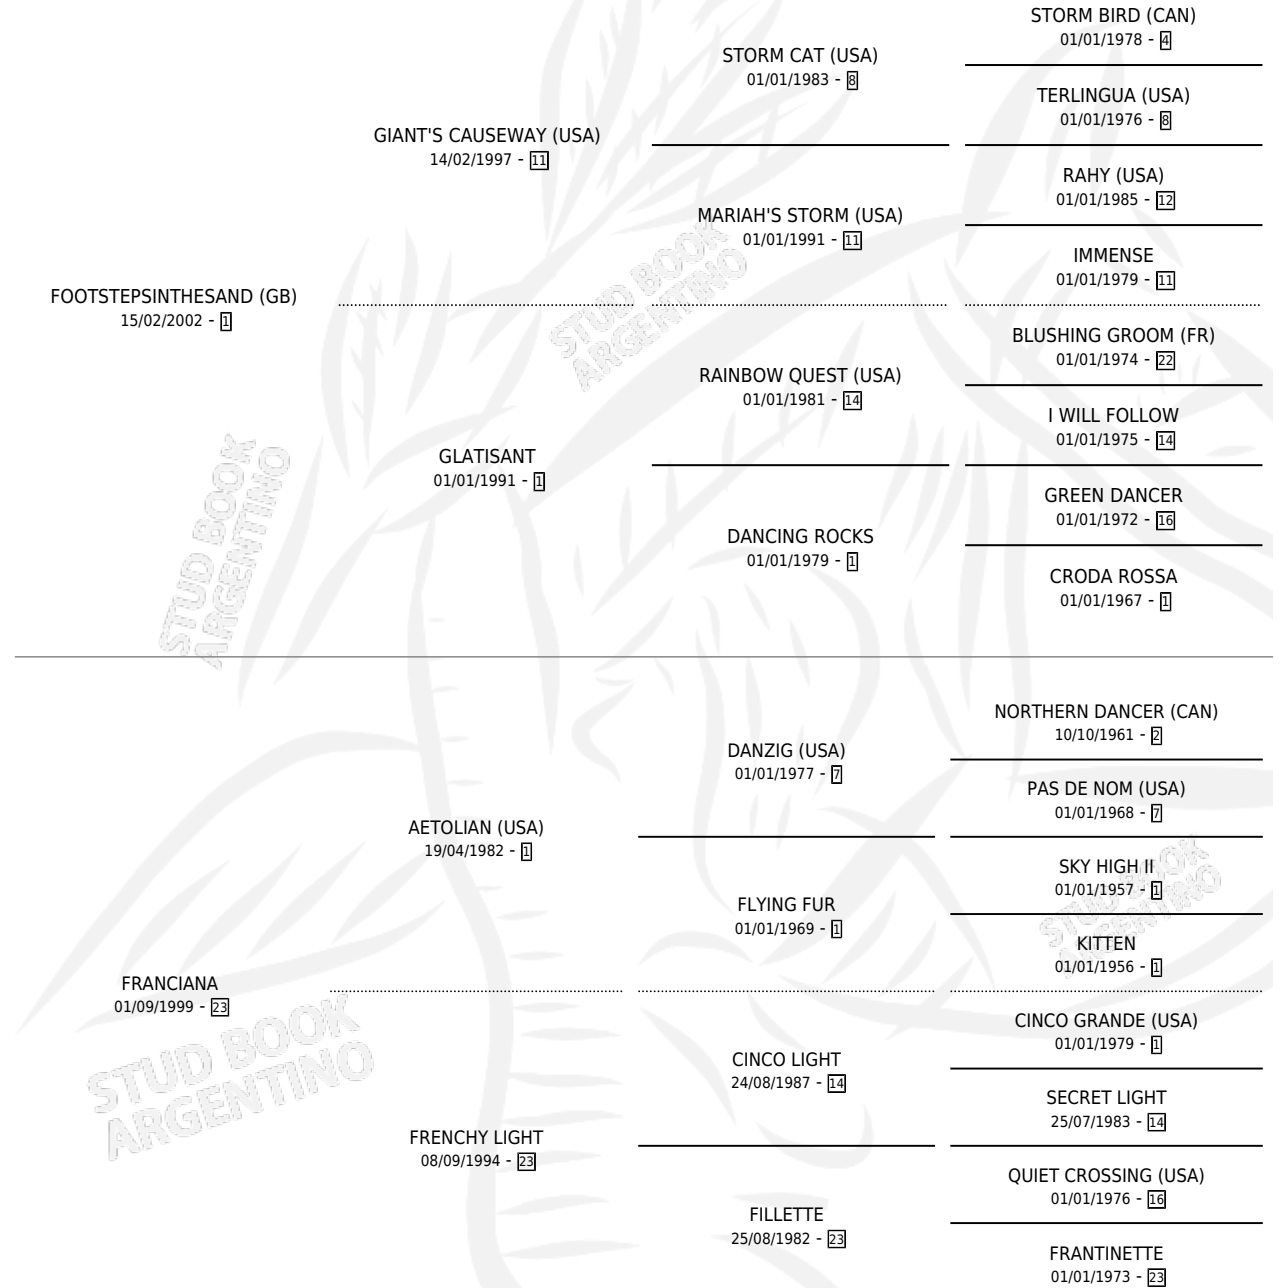 STORM BIRD (CAN)
01/01/1978 - 4
STORM CAT (USA)
01/01/1983 - 8
TERLINGUA (USA)
01/01/1976 - 8
GIANT'S CAUSEWAY (USA)
14/02/1997 - 11
RAHY (USA)
01/01/1985 - 12
MARIAH'S STORM (USA)
01/01/1991 - 11
IMMENSE
01/01/1979 - 11
FOOTSTEPSINTHESAND (GB)
15/02/2002 - 1
BLUSHING GROOM (FR)
01/01/1974 - 22
RAINBOW QUEST (USA)
01/01/1981 - 14
I WILL FOLLOW
01/01/1975 - 14
GLATISANT
01/01/1991 - 1
GREEN DANCER
01/01/1972 - 16
DANCING ROCKS
01/01/1979 - 1
CRODA ROSSA
01/01/1967 - 1
NORTHERN DANCER (CAN)
10/10/1961 - 2
DANZIG (USA)
01/01/1977 - 7
PAS DE NOM (USA)
01/01/1968 - 7
AETOLIAN (USA)
19/04/1982 - 1
SKY HIGH II
01/01/1957 - 1
FLYING FUR
01/01/1969 - 1
KITTEN
01/01/1956 - 1
FRANCIANA
01/09/1999 - 23
CINCO GRANDE (USA)
01/01/1979 - 1
CINCO LIGHT
24/08/1987 - 14
SECRET LIGHT
25/07/1983 - 14
FRENCHY LIGHT
08/09/1994 - 23
QUIET CROSSING (USA)
01/01/1976 - 16
FILLETTE
25/08/1982 - 23
FRANTINETTE
01/01/1973 - 23
STUD BOOK
ARGENTINO
STUD BOOK
ARGENTINO
STUD BOOK
ARGENTINO
STUD BOOK
ARGENTINO